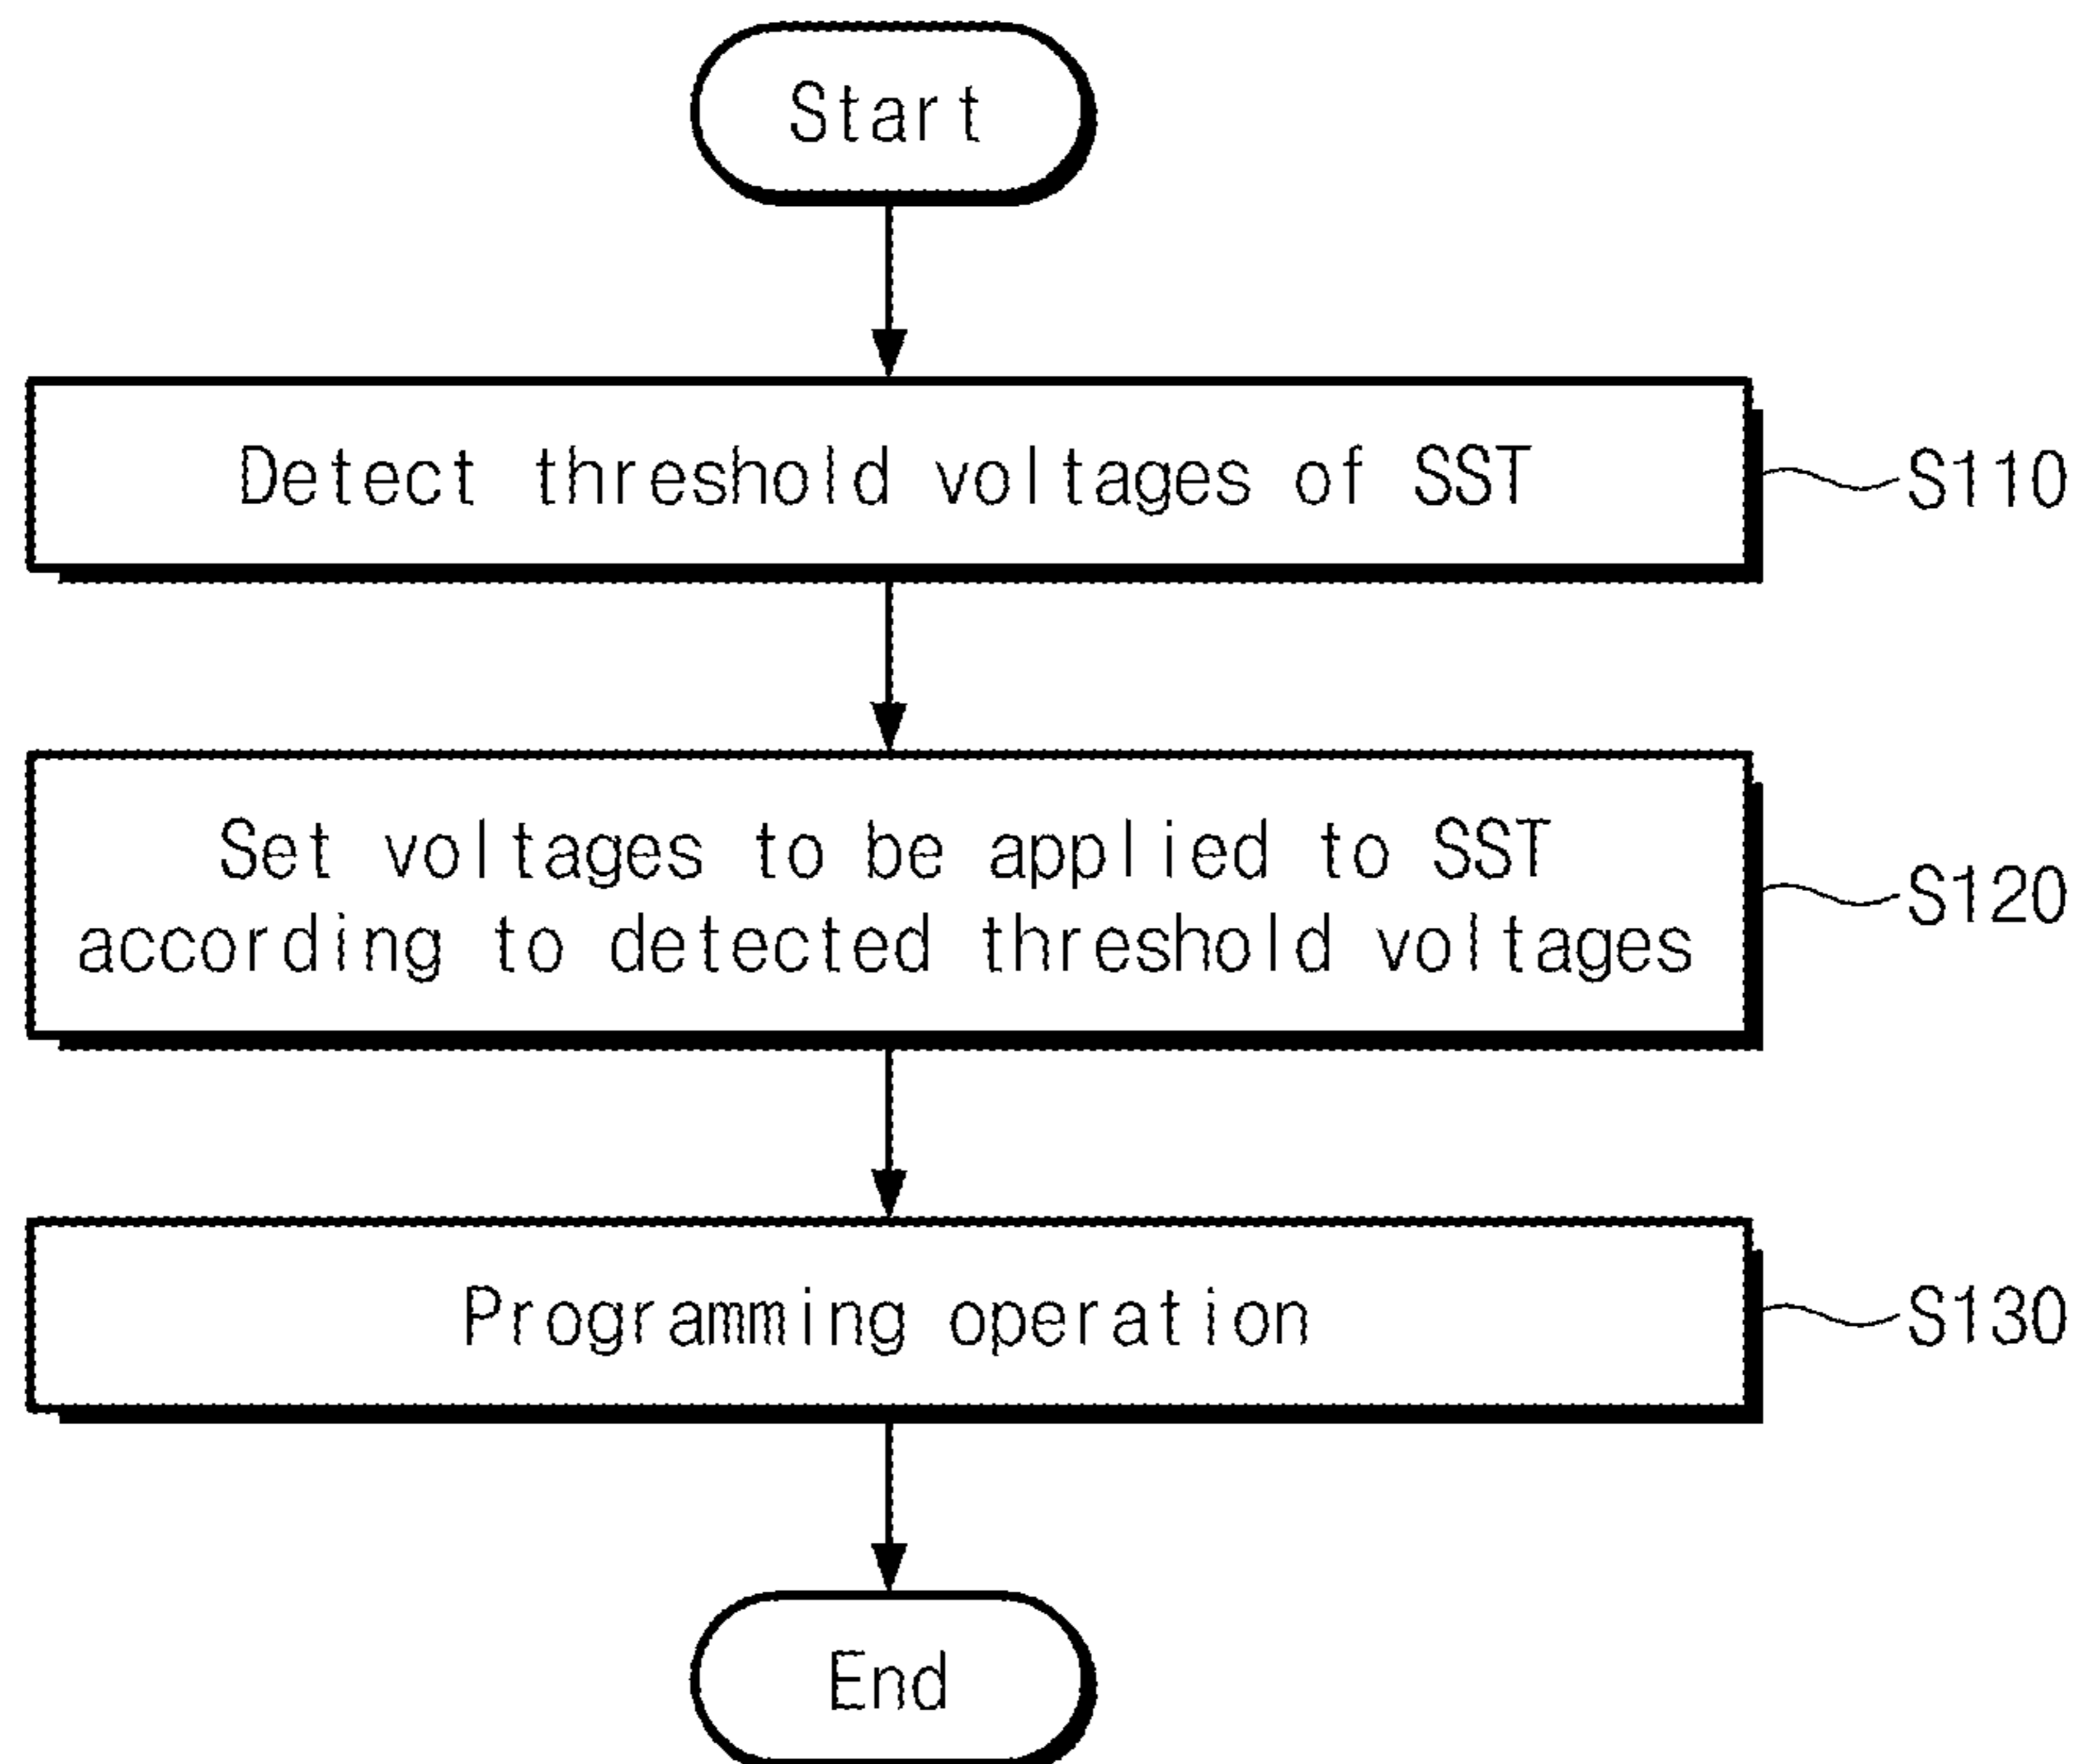 Start
Detect threshold voltages of SST
S110
Set voltages to be applied to SST
according to detected threshold voltages
S120
Programming operation
S130
End